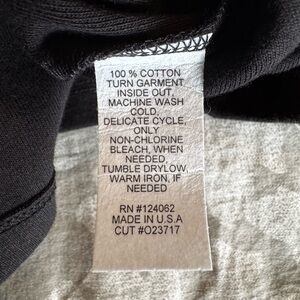 100 % COTTON
TURN GARMENT
INSIDE OUT,
MACHINE WASH
COLD,
DELICATE CYCLE,
ONLY
NON-CHLORINE
BLEACH, WHEN
NEEDED,
TUMBLE DRYLOW,
WARM IRON, IF
NEEDED
RN #124062
MADE IN U.S.A
CUT #O23717